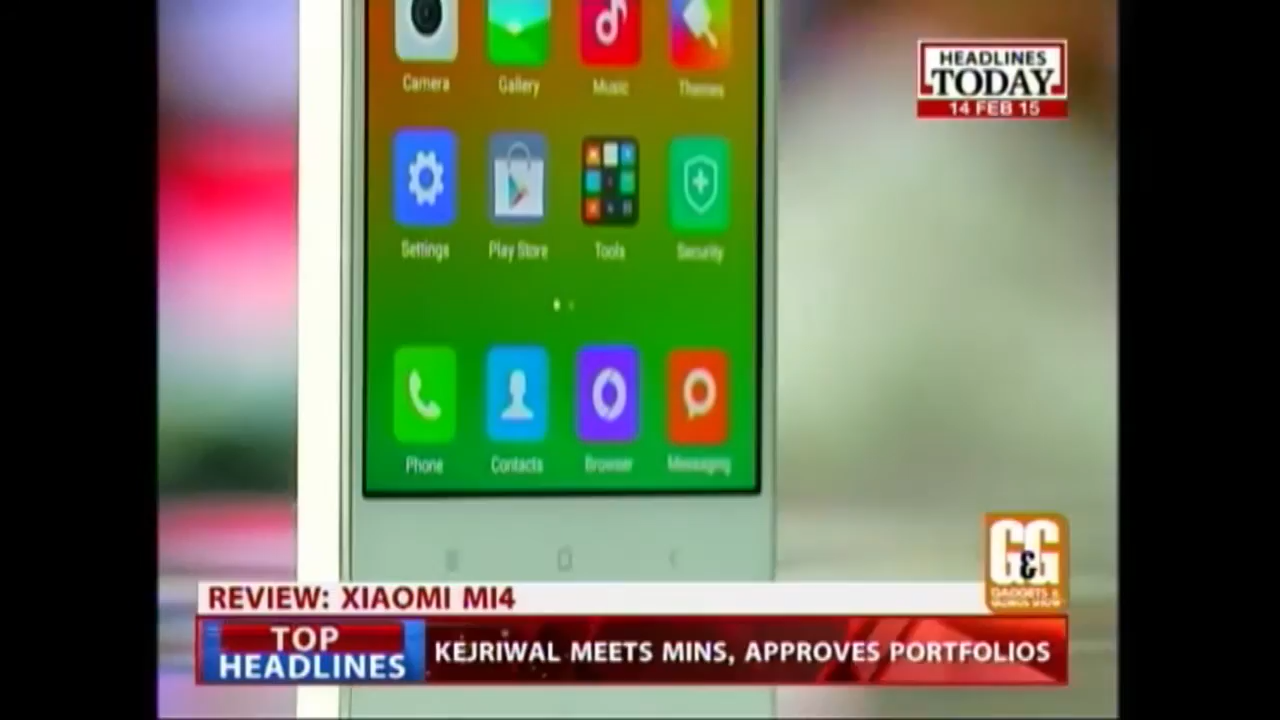 Camera Gallery Music Themes
HEADLINES
TODAY
14 FEB 15
Settings Play Store Tools Security
Phone Contacts Browser Messaging
G&G
GADGETS &
REVIEW: XIAOMI MI4
TOP
HEADLINES
KEJRIWAL MEETS MINS, APPROVES PORTFOLIOS